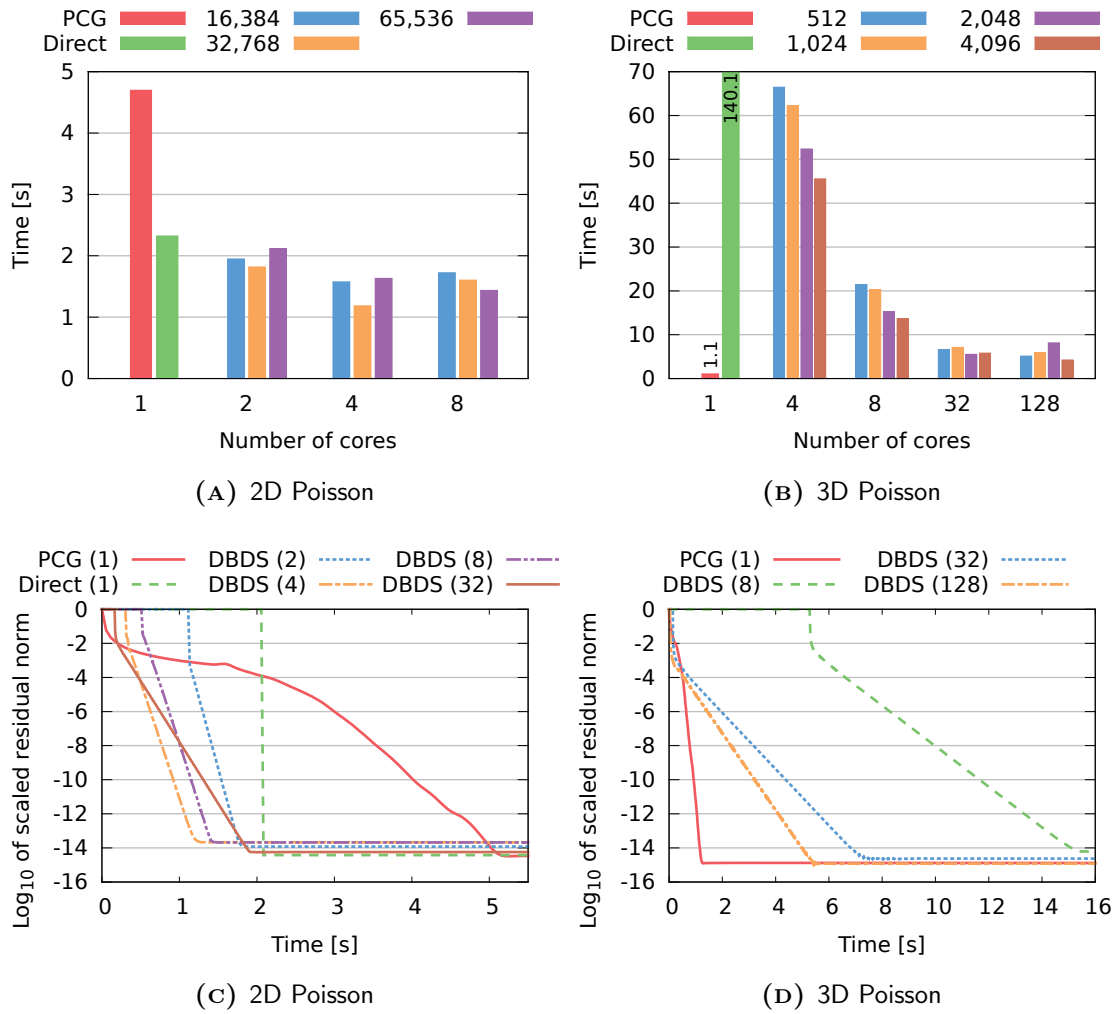 PCG 16,384 65,536
Direct 32,768
5
4
3
2
1
0
Time [s]
1 2 4 8
Number of cores
(A) 2D Poisson
PCG 512 2,048
Direct 1,024 4,096
70
60
50
40
30
20
10
0
Time [s]
1.1
140.1
1 4 8 32 128
Number of cores
(B) 3D Poisson
PCG (1) DBDS (2) DBDS (8)
Direct (1) DBDS (4) DBDS (32)
0
-2
-4
-6
-8
-10
-12
-14
-16
Log10 of scaled residual norm
0 1 2 3 4 5
Time [s]
(C) 2D Poisson
PCG (1) DBDS (32)
DBDS (8) DBDS (128)
0
-2
-4
-6
-8
-10
-12
-14
-16
Log10 of scaled residual norm
0 2 4 6 8 10 12 14 16
Time [s]
(D) 3D Poisson